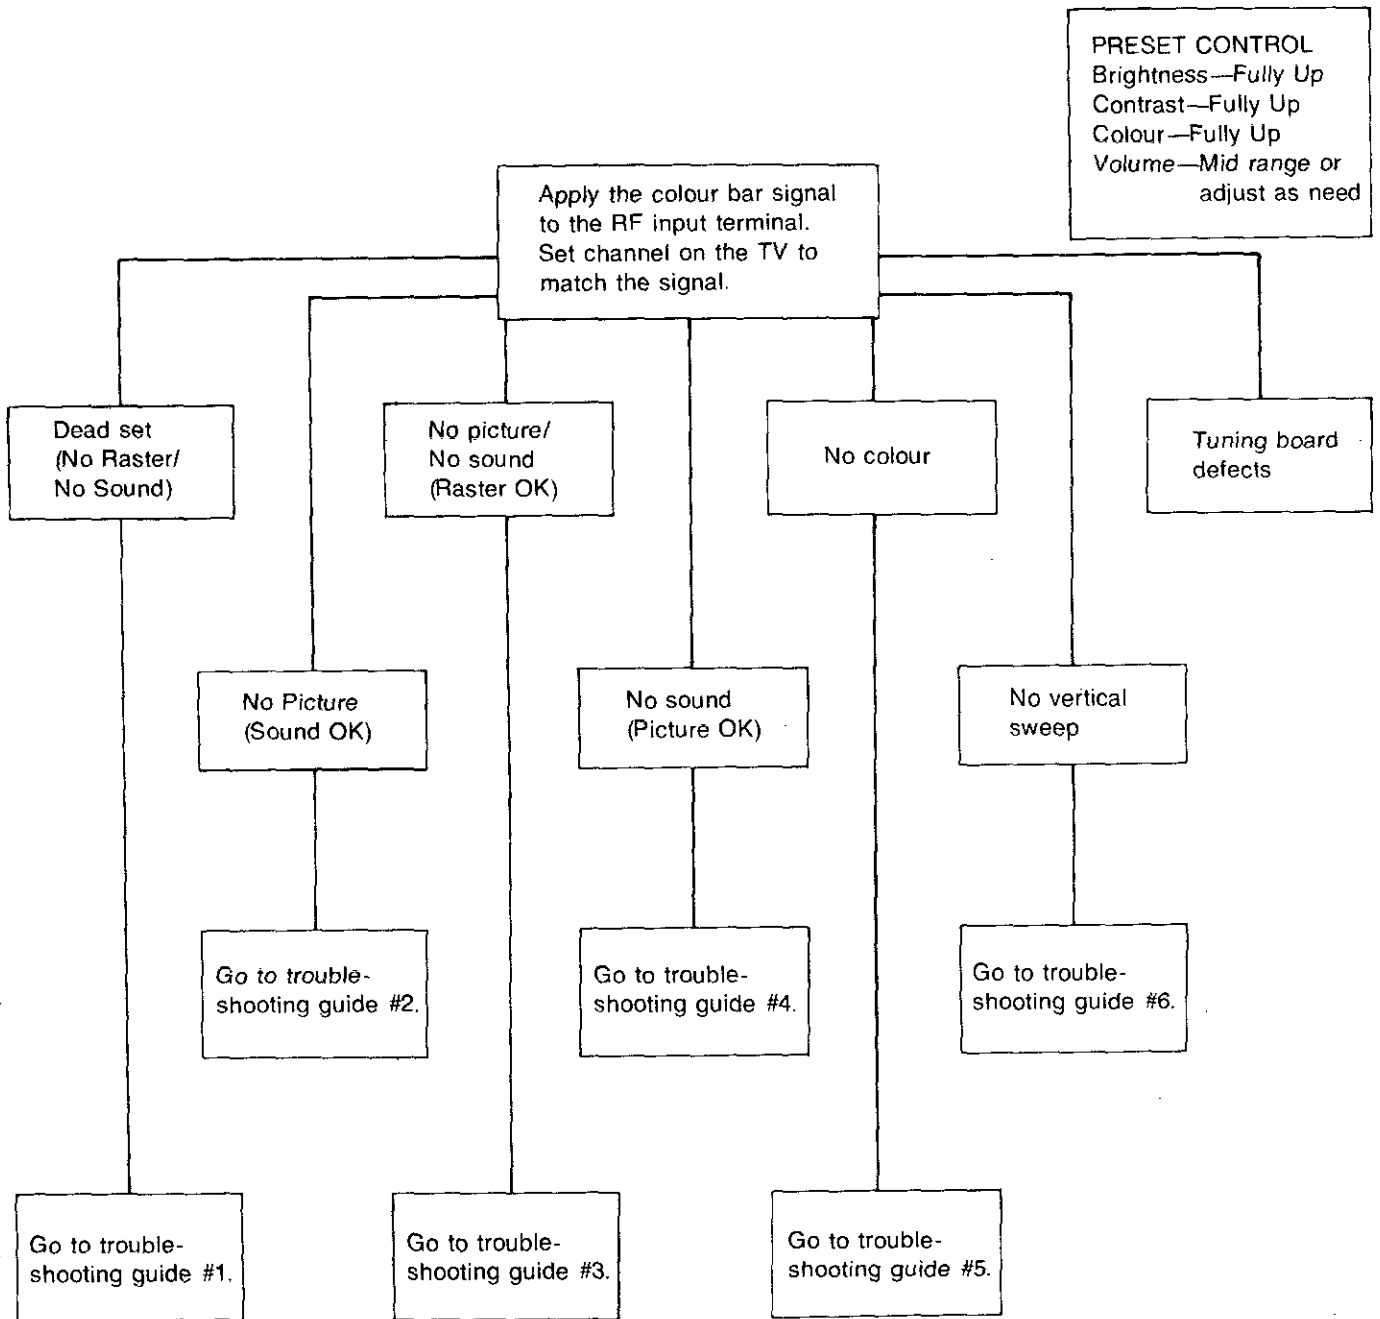 PRESET CONTROL
Brightness—Fully Up
Contrast—Fully Up
Colour—Fully Up
Volume—Mid range or
adjust as need
Apply the colour bar signal
to the RF input terminal.
Set channel on the TV to
match the signal.
Dead set
(No Raster/
No Sound)
No picture/
No sound
(Raster OK)
No colour
Tuning board
defects
No Picture
(Sound OK)
No sound
(Picture OK)
No vertical
sweep
Go to trouble-
shooting guide #2.
Go to trouble-
shooting guide #4.
Go to trouble-
shooting guide #6.
Go to trouble-
shooting guide #1.
Go to trouble-
shooting guide #3.
Go to trouble-
shooting guide #5.